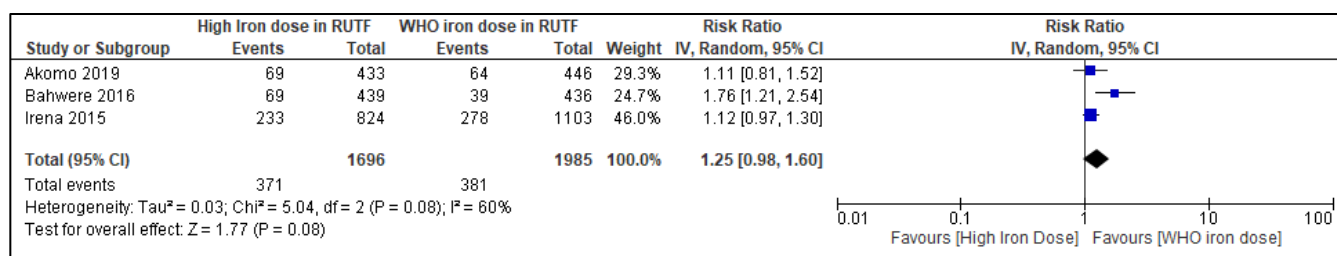 High Iron dose in RUTF WHO iron dose in RUTF Risk Ratio Risk Ratio
Study or Subgroup Events Total Events Total Weight IV, Random, 95% CI IV, Random, 95% CI
Akomo 2019 69 433 64 446 29.3% 1.11 [0.81, 1.52]
Bahwere 2016 69 439 39 436 24.7% 1.76 [1.21, 2.54]
Irena 2015 233 824 278 1103 46.0% 1.12 [0.97, 1.30]
Total (95% CI) 1696 1985 100.0% 1.25 [0.98, 1.60]
Total events 371 381
Heterogeneity: Tau² = 0.03; Chi² = 5.04, df = 2 (P = 0.08); I² = 60%
Test for overall effect: Z = 1.77 (P = 0.08)
0.01 0.1 1 10 100
Favours [High Iron Dose] Favours [WHO iron dose]